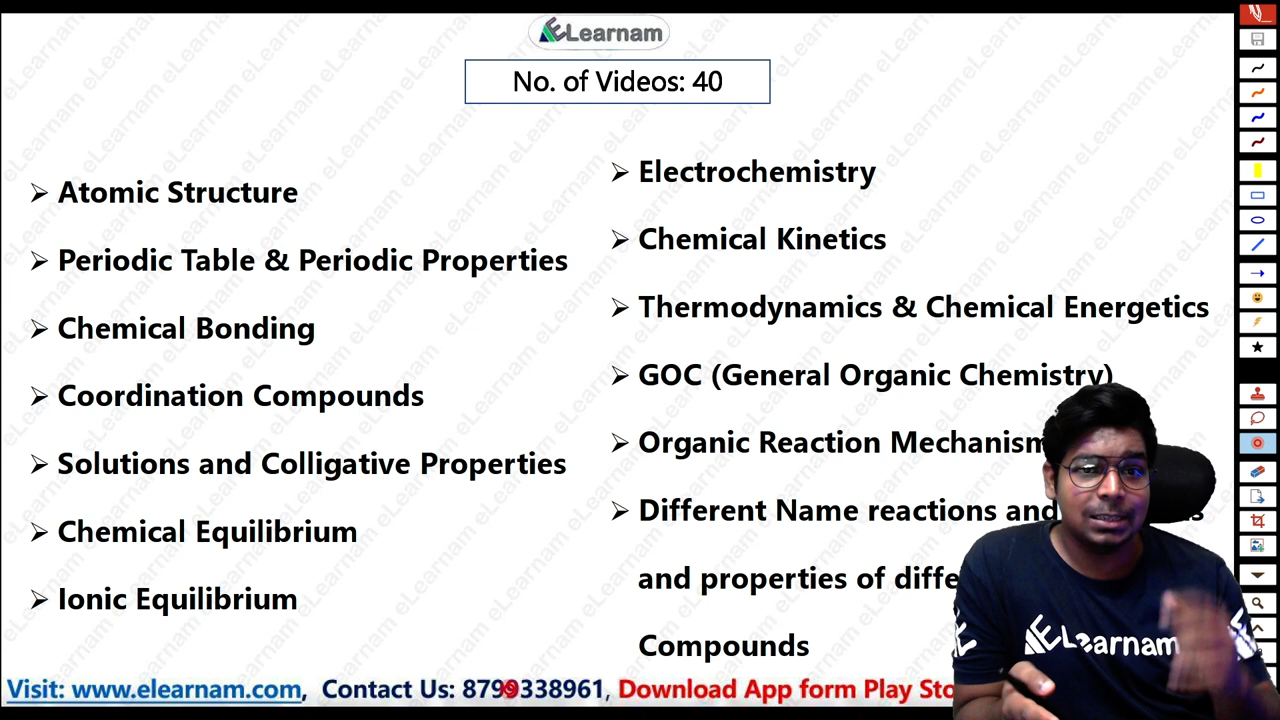 ELearnam
No. of Videos: 40
➢ Atomic Structure
➢ Periodic Table & Periodic Properties
➢ Chemical Bonding
➢ Coordination Compounds
➢ Solutions and Colligative Properties
➢ Chemical Equilibrium
➢ Ionic Equilibrium
➢ Electrochemistry
➢ Chemical Kinetics
➢ Thermodynamics & Chemical Energetics
➢ GOC (General Organic Chemistry)
➢ Organic Reaction Mechanism
➢ Different Name reactions and
and properties of
Compounds
ELearnam
Visit: www.elearnam.com, Contact Us: 8799338961, Download App form Play